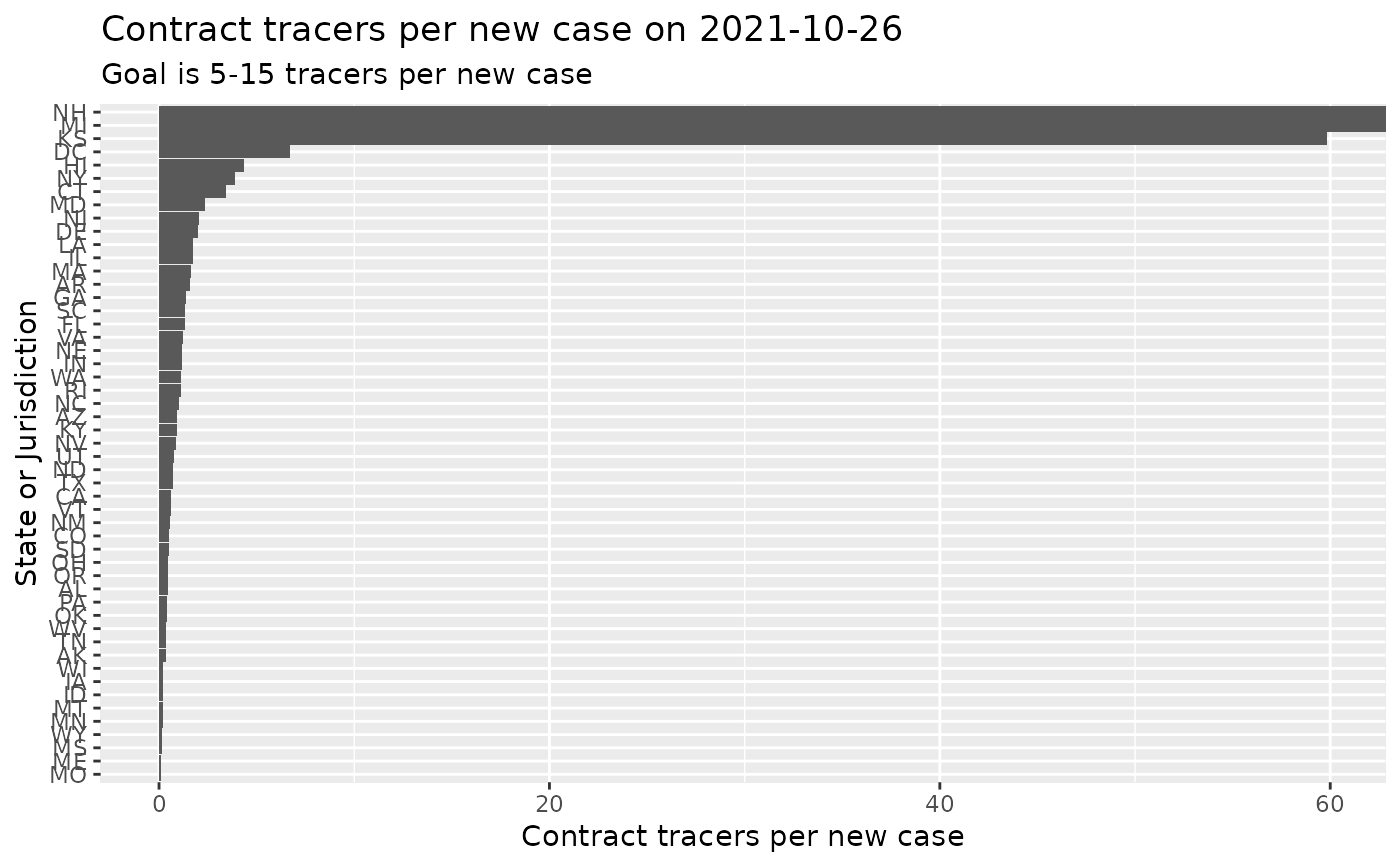 Contract tracers per new case on 2021-10-26
Goal is 5-15 tracers per new case
State or Jurisdiction
NH
MI
KS
DC
HI
NY
CT
MD
NJ
DE
LA
IL
MA
AR
GA
SC
FL
VA
NE
IN
WA
RI
NC
AZ
KY
NV
UT
ND
TX
CA
VT
NM
CO
SD
OH
OR
AL
PA
OK
WV
TN
AK
WI
IA
ID
MT
MN
WY
MS
ME
MO
0 20 40 60
Contract tracers per new case